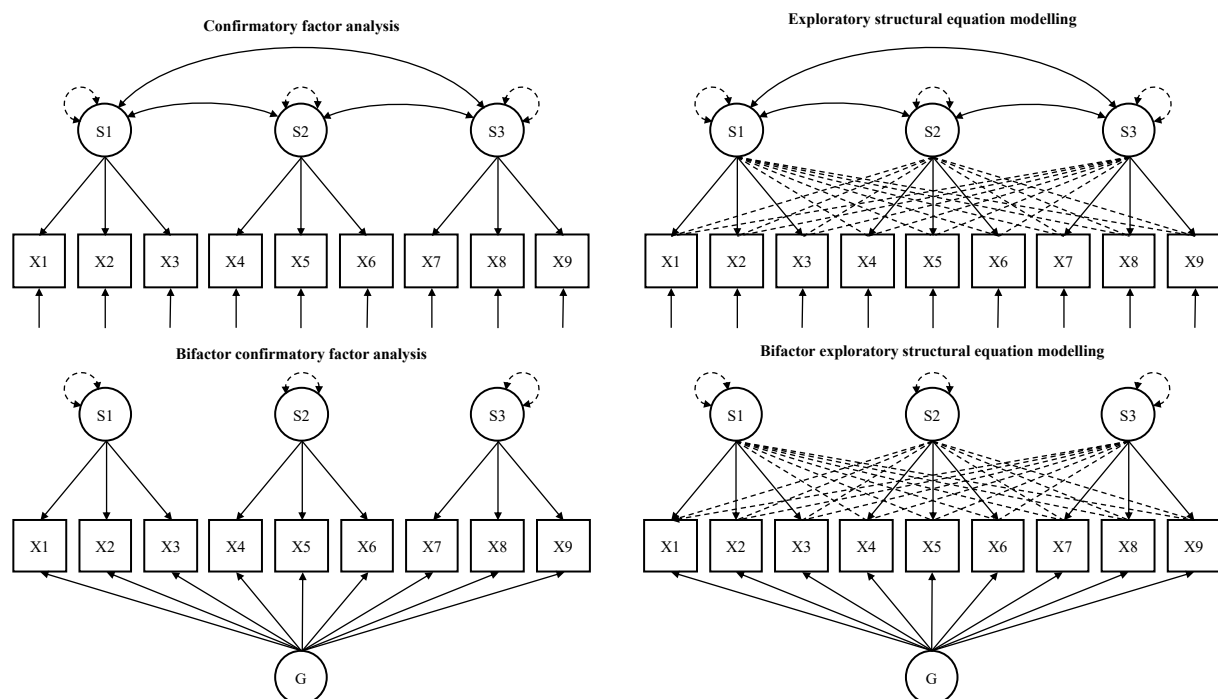 Confirmatory factor analysis
S1 S2 S3
X1 X2 X3 X4 X5 X6 X7 X8 X9
Exploratory structural equation modelling
S1 S2 S3
X1 X2 X3 X4 X5 X6 X7 X8 X9
Bifactor confirmatory factor analysis
S1 S2 S3
X1 X2 X3 X4 X5 X6 X7 X8 X9
G
Bifactor exploratory structural equation modelling
S1 S2 S3
X1 X2 X3 X4 X5 X6 X7 X8 X9
G